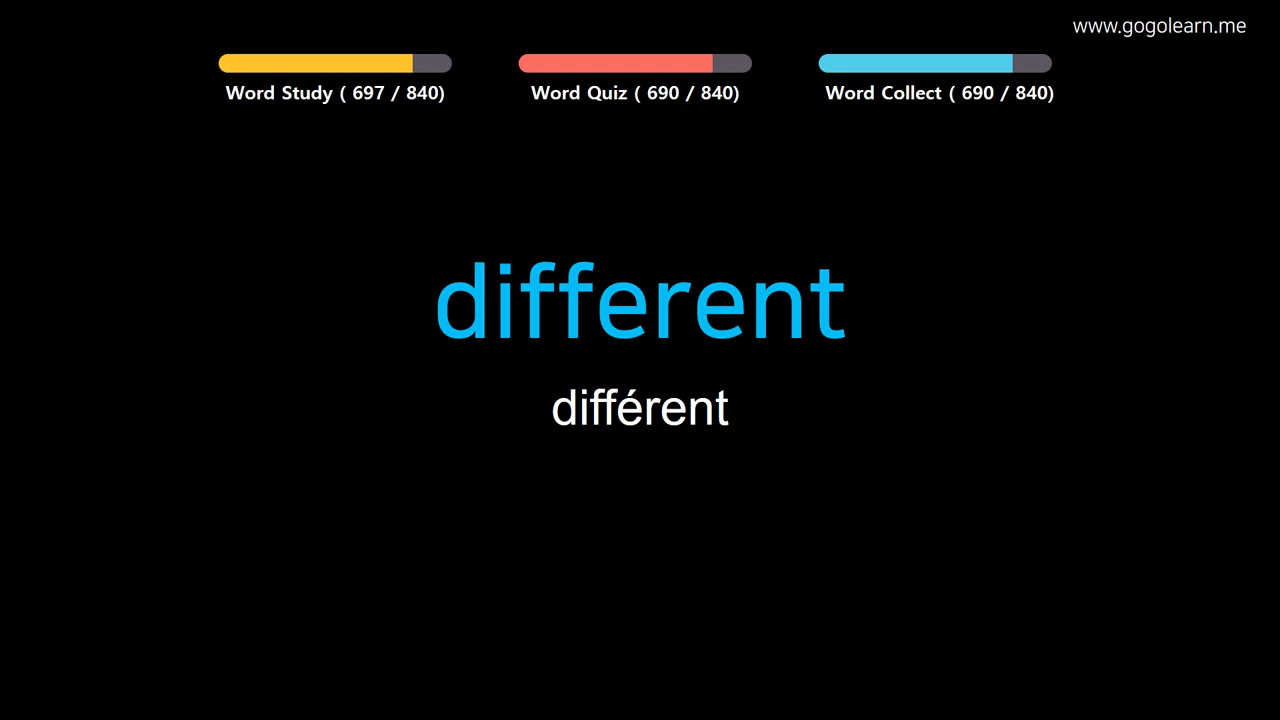 www.gogolearn.me
Word Study ( 697 / 840)
Word Quiz ( 690 / 840)
Word Collect ( 690 / 840)
different
différent